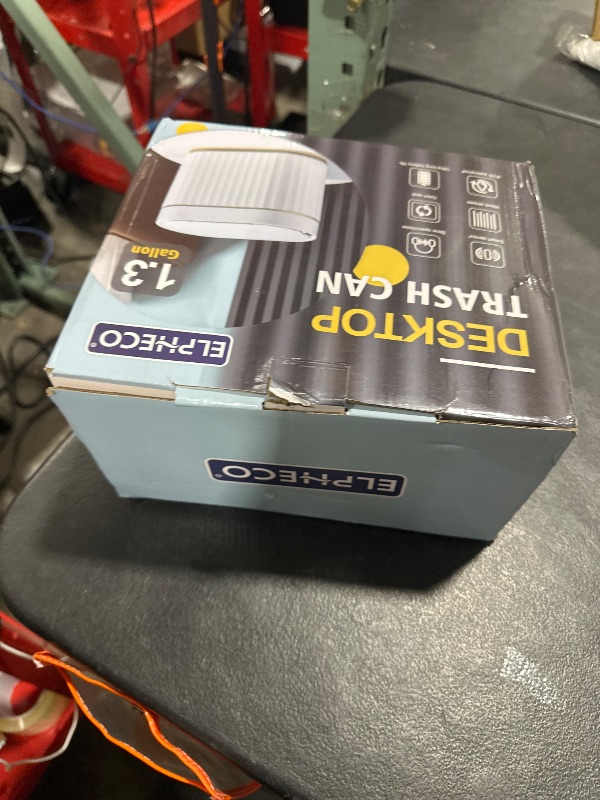 DESKTOP
TRASH CAN
1.3
Gallon
ELPHECO®
ELPHECO®